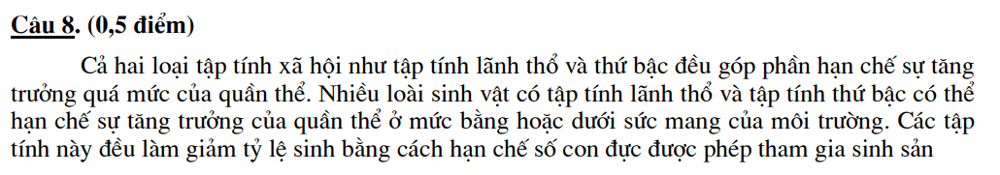 Câu 8. (0,5 điểm)
Cả hai loại tập tính xã hội như tập tính lãnh thổ và thứ bậc đều góp phần hạn chế sự tăng
trưởng quá mức của quần thể. Nhiều loài sinh vật có tập tính lãnh thổ và tập tính thứ bậc có thể
hạn chế sự tăng trưởng của quần thể ở mức bằng hoặc dưới sức mang của môi trường. Các tập
tính này đều làm giảm tỷ lệ sinh bằng cách hạn chế số con đực được phép tham gia sinh sản